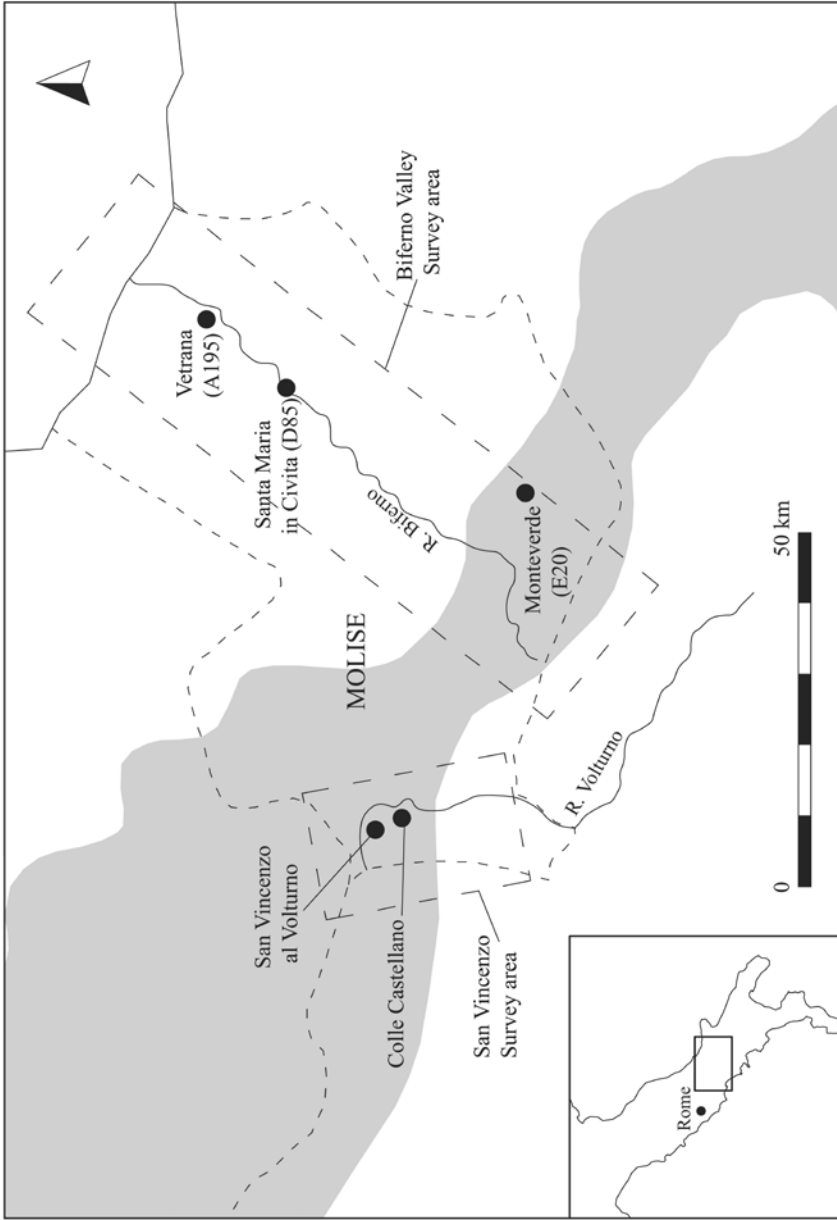 Vetrana
(A195)
Santa Maria
in Civita (D85)
R. Biferno
Biferno Valley
Survey area
MOLISE
Monteverde
(E20)
San Vincenzo
al Volturno
Colle Castellano
San Vincenzo
Survey area
R. Volturno
0
50 km
Rome